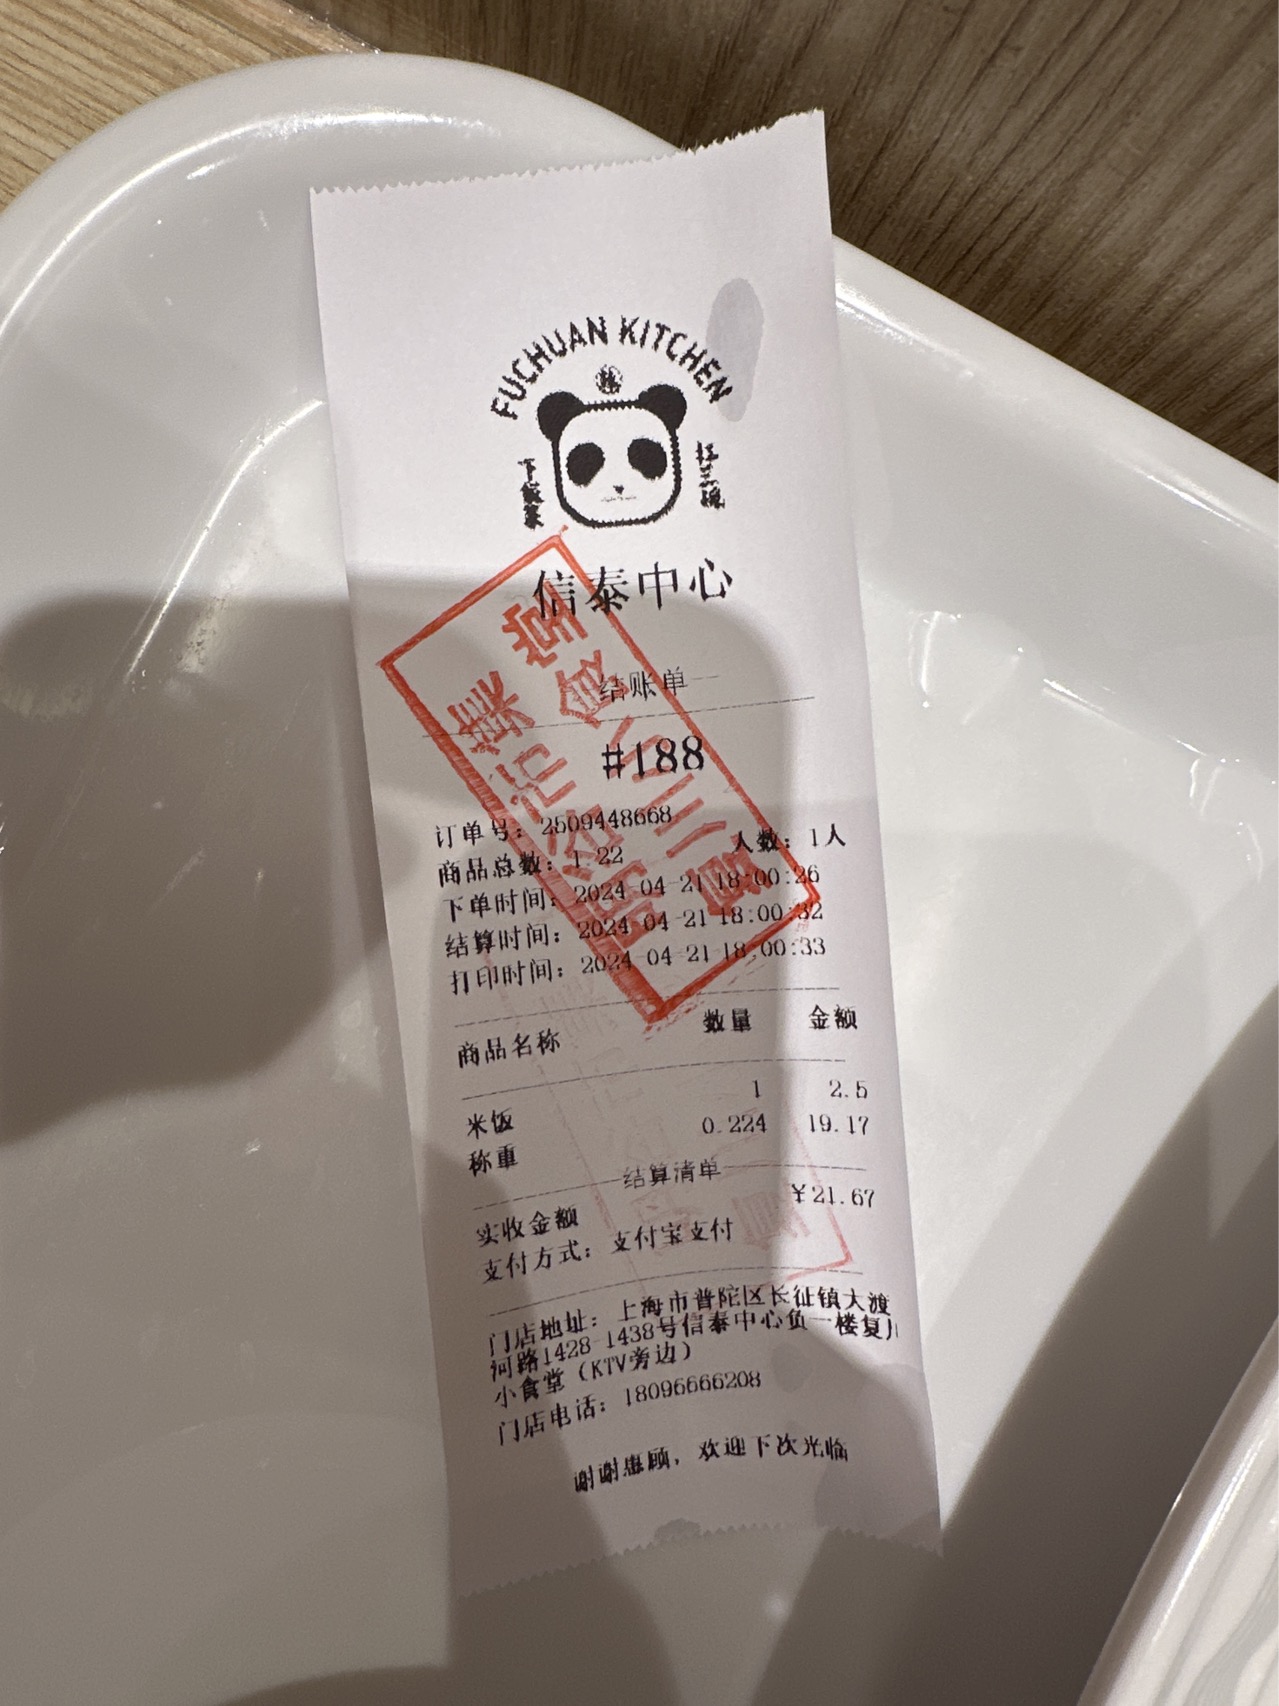 FUCHUAN KITCHEN
下饭菜
扛三碗
信泰中心
结账单
#188
订单号：2509448668
商品总数：1.22 人数：1人
下单时间：2024-04-21 18:00:26
结算时间：2024-04-21 18:00:32
打印时间：2024-04-21 18:00:33
商品名称 数量 金额
米饭 1 2.5
称重 0.224 19.17
结算清单
实收金额 ￥21.67
支付方式：支付宝支付
门店地址：上海市普陀区长征镇大渡
河路1428-1438号信泰中心负一楼复川
小食堂（KTV旁边）
门店电话：18096666208
谢谢惠顾，欢迎下次光临